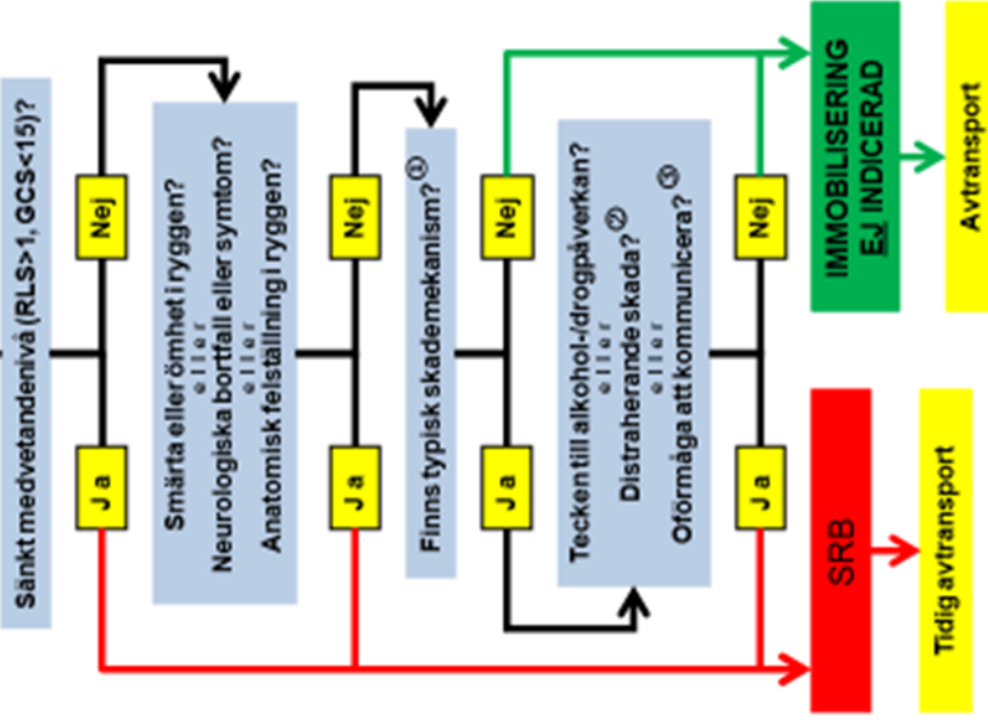 Sänkt medvetandenivå (RLS>1, GCS<15)?
Ja
Nej
Smärta eller ömhet i ryggen?
eller
Neurologiska bortfall eller symtom?
eller
Anatomisk felställning i ryggen?
Ja
Nej
Finns typisk skademekanism? ①
Ja
Nej
Tecken till alkohol-/drogpåverkan?
eller
Distraherande skada? ②
eller
Oförmåga att kommunicera? ③
Ja
Nej
SRB
IMMOBILISERING
EJ INDICERAD
Tidig avtransport
Avtransport